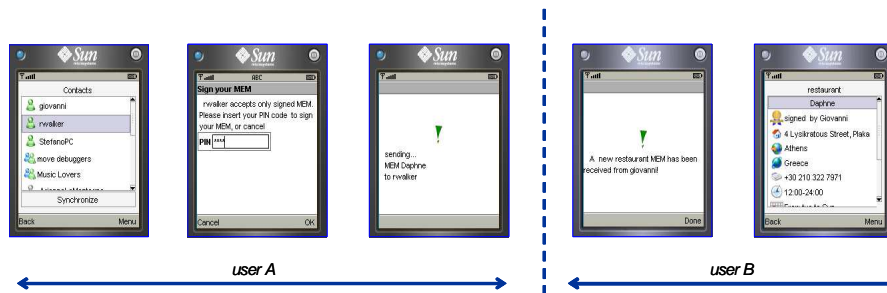 Sun
Contacts
giovanni
rwalker
StefanoPC
move debuggers
Music Lovers
Synchronize
Back Menu
Sun
ABC
Sign your MEM
rwalker accepts only signed MEM.
Please insert your PIN code to sign
your MEM, or cancel
PIN ****
Cancel OK
Sun
sending...
MEM Daphne
to rwalker
user A
Sun
A new restaurant MEM has been
received from giovanni!
Done
Sun
restaurant
Daphne
signed by Giovanni
4 Lysikratous Street, Plaka
Athens
Greece
+30 210 322 7971
12:00-24:00
Back Menu
user B